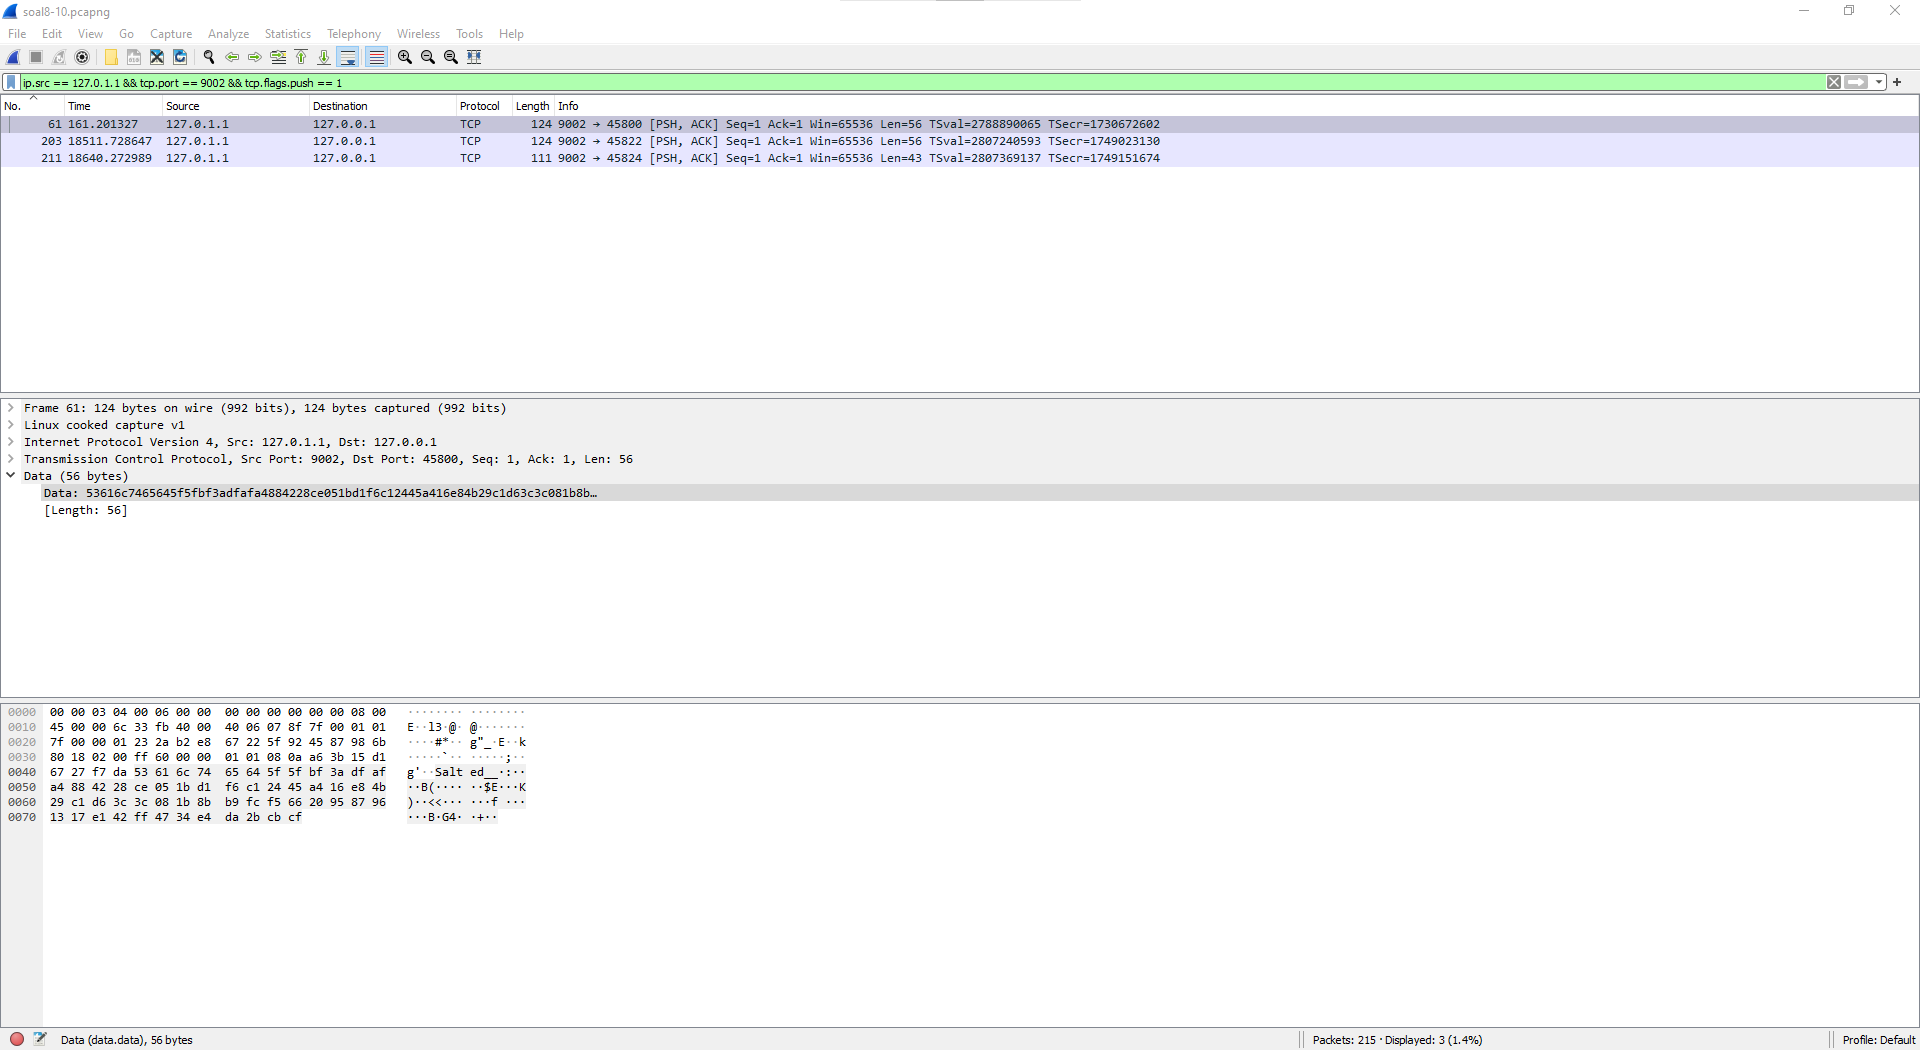 soal8-10.pcapng
File Edit View Go Capture Analyze Statistics Telephony Wireless Tools Help
ip.src == 127.0.1.1 && tcp.port == 9002 && tcp.flags.push == 1
No. Time Source Destination Protocol Length Info
61 161.201327 127.0.1.1 127.0.0.1 TCP 124 9002 → 45800 [PSH, ACK] Seq=1 Ack=1 Win=65536 Len=56 TSval=2788890065 TSecr=1730672602
203 18511.728647 127.0.1.1 127.0.0.1 TCP 124 9002 → 45822 [PSH, ACK] Seq=1 Ack=1 Win=65536 Len=56 TSval=2807240593 TSecr=1749023130
211 18640.272989 127.0.1.1 127.0.0.1 TCP 111 9002 → 45824 [PSH, ACK] Seq=1 Ack=1 Win=65536 Len=43 TSval=2807369137 TSecr=1749151674
Frame 61: 124 bytes on wire (992 bits), 124 bytes captured (992 bits)
Linux cooked capture v1
Internet Protocol Version 4, Src: 127.0.1.1, Dst: 127.0.0.1
Transmission Control Protocol, Src Port: 9002, Dst Port: 45800, Seq: 1, Ack: 1, Len: 56
Data (56 bytes)
Data: 53616c7465645f5fbf3adfafa4884228ce051bd1f6c12445a416e84b29c1d63c3c081b8b…
[Length: 56]
0000 00 00 03 04 00 06 00 00 00 00 00 00 00 00 08 00 ········ ········
0010 45 00 00 6c 33 fb 40 00 40 06 07 8f 7f 00 01 01 E··l3·@· @·······
0020 7f 00 00 01 23 2a b2 e8 67 22 5f 92 45 87 98 6b ····#*·· g"_·E··k
0030 80 18 02 00 ff 60 00 00 01 01 08 0a a6 3b 15 d1 ·····`·· ·····;··
0040 67 27 f7 da 53 61 6c 74 65 64 5f 5f bf 3a df af g'··Salt ed__·:··
0050 a4 88 42 28 ce 05 1b d1 f6 c1 24 45 a4 16 e8 4b ··B(···· ··$E···K
0060 29 c1 d6 3c 3c 08 1b 8b b9 fc f5 66 20 95 87 96 )··<<··· ···f ···
0070 13 17 e1 42 ff 47 34 e4 da 2b cb cf ···B·G4· ·+··
Data (data.data), 56 bytes Packets: 215 · Displayed: 3 (1.4%) Profile: Default